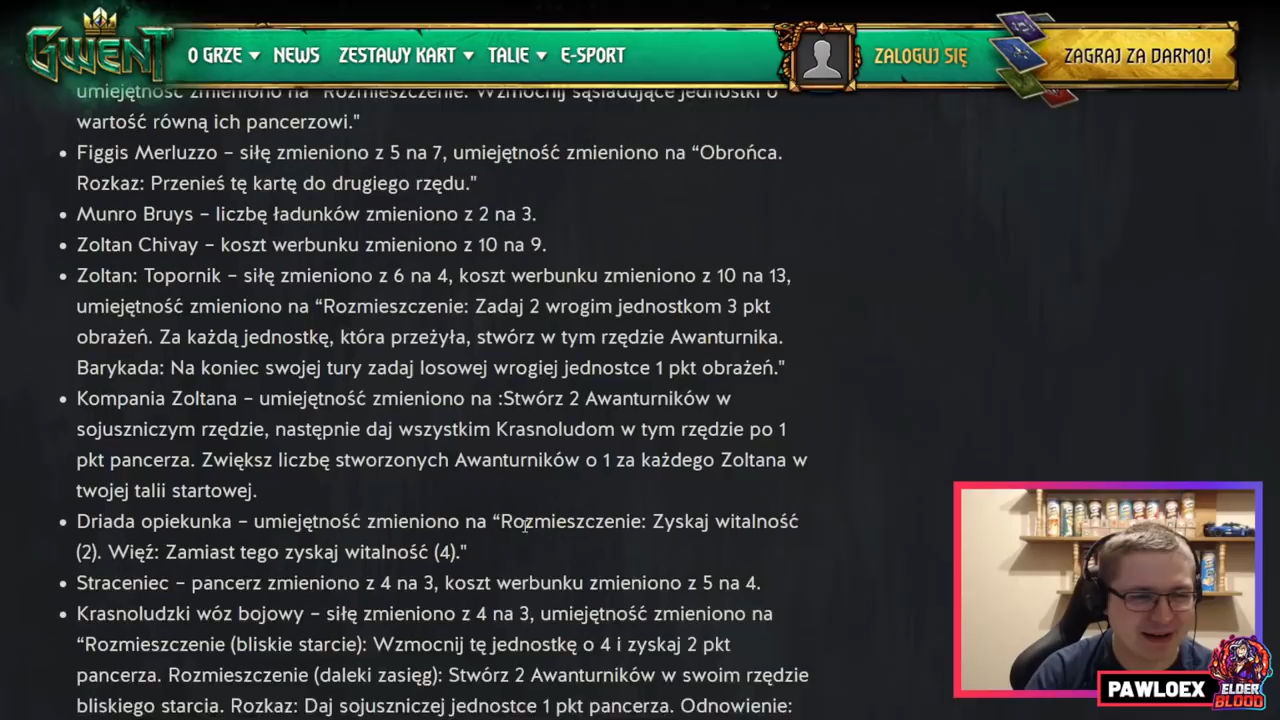 GWENT
O GRZE
NEWS
ZESTAWY KART
TALIE
E-SPORT
ZALOGUJ SIĘ
ZAGRAJ ZA DARMO!
umiejętność zmieniono na "Rozmieszczenie: Wzmocnij sąsiadujące jednostki o
wartość równą ich pancerzowi."
• Figgis Merluzzo – siłę zmieniono z 5 na 7, umiejętność zmieniono na “Obrońca.
Rozkaz: Przenieś tę kartę do drugiego rzędu."
• Munro Bruys – liczbę ładunków zmieniono z 2 na 3.
• Zoltan Chivay – koszt werbunku zmieniono z 10 na 9.
• Zoltan: Topornik – siłę zmieniono z 6 na 4, koszt werbunku zmieniono z 10 na 13,
umiejętność zmieniono na “Rozmieszczenie: Zadaj 2 wrogim jednostkom 3 pkt
obrażeń. Za każdą jednostkę, która przeżyła, stwórz w tym rzędzie Awanturnika.
Barykada: Na koniec swojej tury zadaj losowej wrogiej jednostce 1 pkt obrażeń."
• Kompania Zoltana – umiejętność zmieniono na :Stwórz 2 Awanturników w
sojuszniczym rzędzie, następnie daj wszystkim Krasnoludom w tym rzędzie po 1
pkt pancerza. Zwiększ liczbę stworzonych Awanturników o 1 za każdego Zoltana w
twojej talii startowej.
• Driada opiekunka – umiejętność zmieniono na “Rozmieszczenie: Zyskaj witalność
(2). Więź: Zamiast tego zyskaj witalność (4)."
• Straceniec – pancerz zmieniono z 4 na 3, koszt werbunku zmieniono z 5 na 4.
• Krasnoludzki wóz bojowy – siłę zmieniono z 4 na 3, umiejętność zmieniono na
“Rozmieszczenie (bliskie starcie): Wzmocnij tę jednostkę o 4 i zyskaj 2 pkt
pancerza. Rozmieszczenie (daleki zasięg): Stwórz 2 Awanturników w swoim rzędzie
bliskiego starcia. Rozkaz: Daj sojuszniczej jednostce 1 pkt pancerza. Odnowienie:
PAWLOEX
ELDER
BLOOD